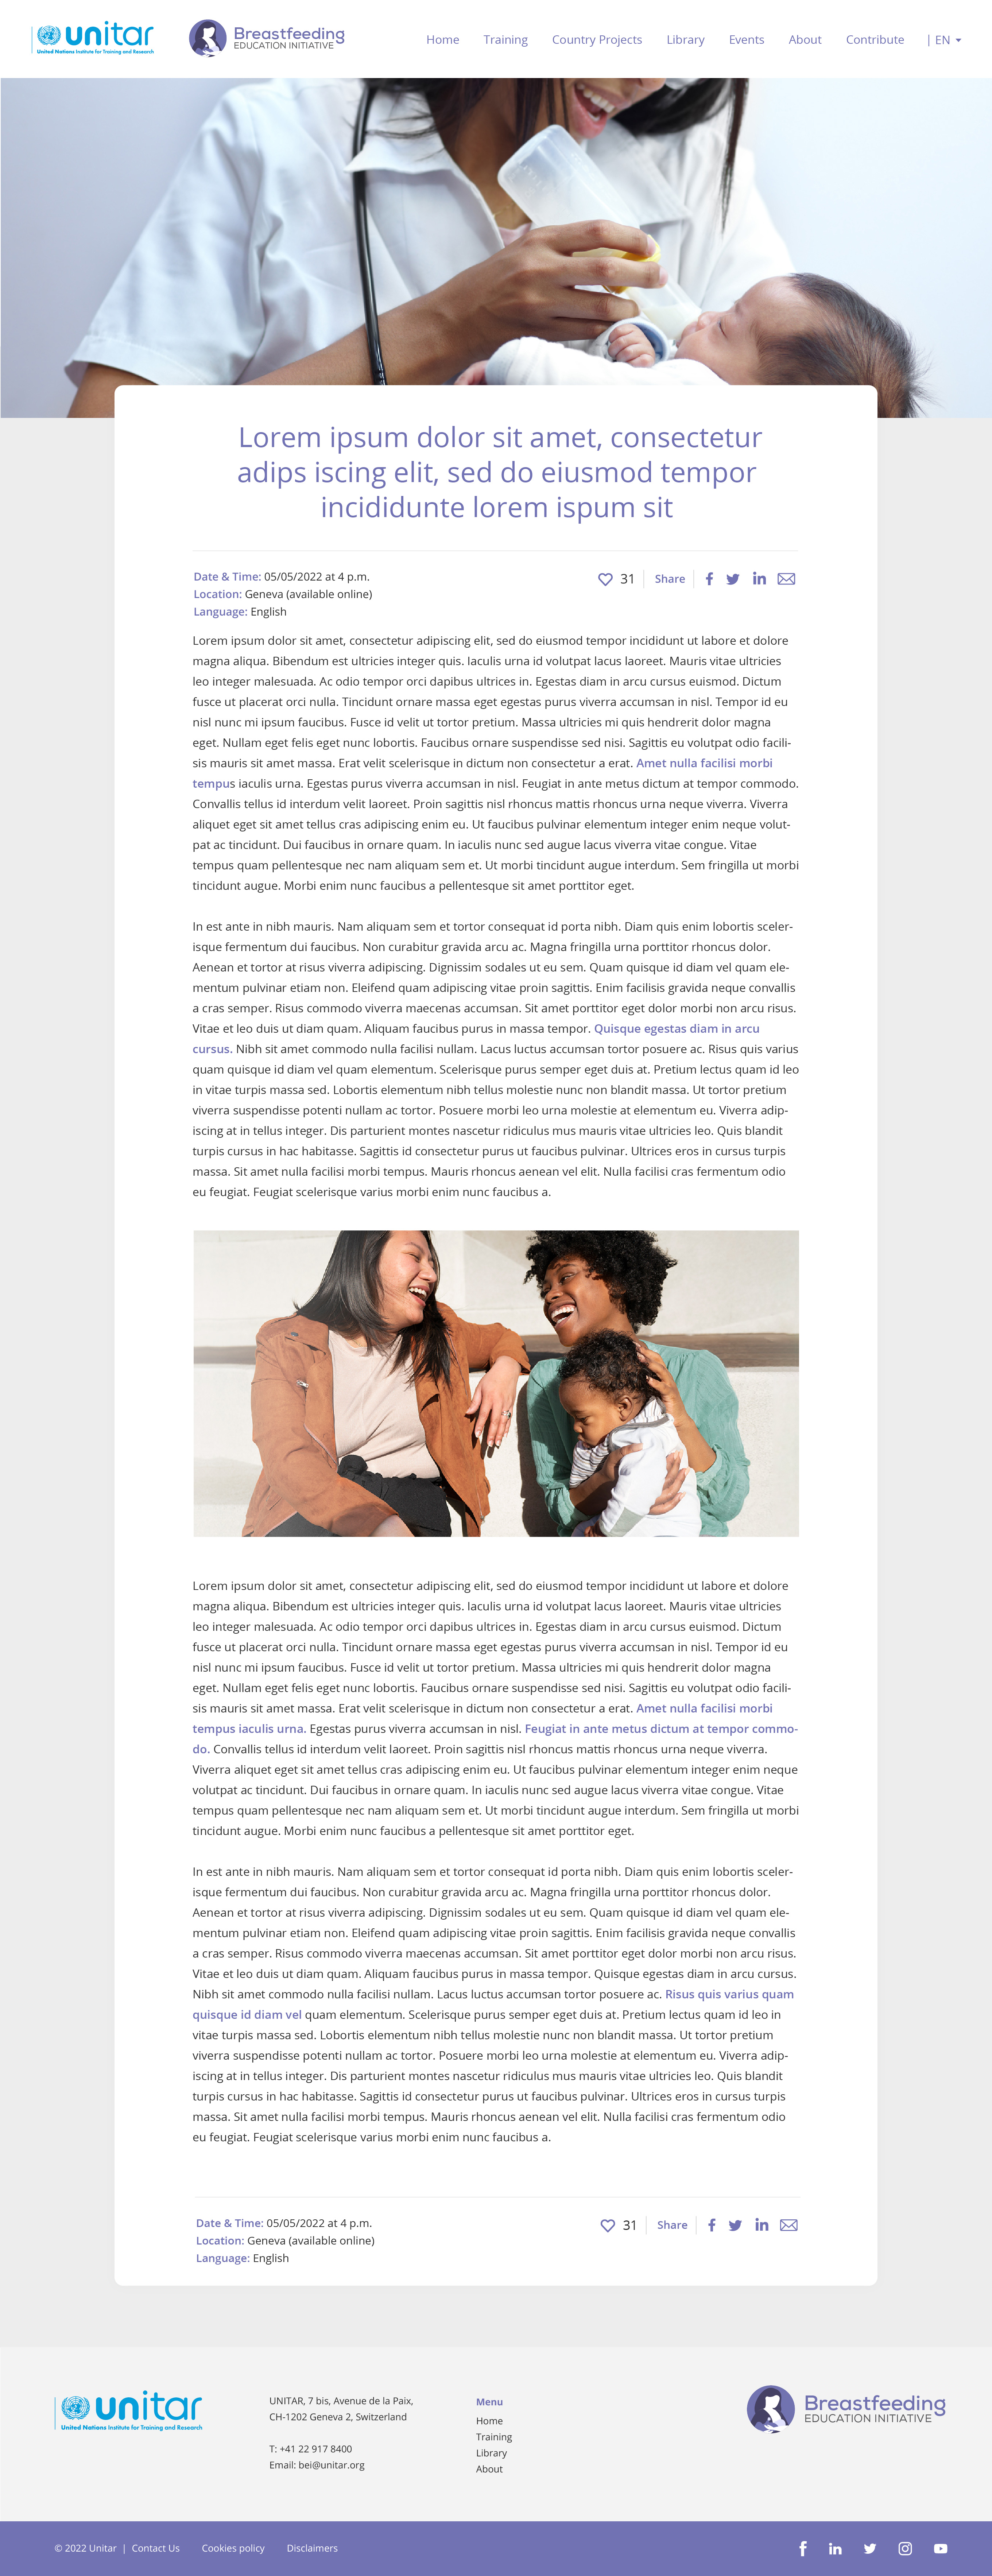 unitar
United Nations Institute for Training and Research
Breastfeeding
EDUCATION INITIATIVE
Home Training Country Projects Library Events About Contribute | EN
Lorem ipsum dolor sit amet, consectetur
adips iscing elit, sed do eiusmod tempor
incididunte lorem ispum sit
Date & Time: 05/05/2022 at 4 p.m.
Location: Geneva (available online)
Language: English
31 Share
Lorem ipsum dolor sit amet, consectetur adipiscing elit, sed do eiusmod tempor incididunt ut labore et dolore
magna aliqua. Bibendum est ultricies integer quis. Iaculis urna id volutpat lacus laoreet. Mauris vitae ultricies
leo integer malesuada. Ac odio tempor orci dapibus ultrices in. Egestas diam in arcu cursus euismod. Dictum
fusce ut placerat orci nulla. Tincidunt ornare massa eget egestas purus viverra accumsan in nisl. Tempor id eu
nisl nunc mi ipsum faucibus. Fusce id velit ut tortor pretium. Massa ultricies mi quis hendrerit dolor magna
eget. Nullam eget felis eget nunc lobortis. Faucibus ornare suspendisse sed nisi. Sagittis eu volutpat odio facili-
sis mauris sit amet massa. Erat velit scelerisque in dictum non consectetur a erat. Amet nulla facilisi morbi
tempus iaculis urna. Egestas purus viverra accumsan in nisl. Feugiat in ante metus dictum at tempor commodo.
Convallis tellus id interdum velit laoreet. Proin sagittis nisl rhoncus mattis rhoncus urna neque viverra. Viverra
aliquet eget sit amet tellus cras adipiscing enim eu. Ut faucibus pulvinar elementum integer enim neque volut-
pat ac tincidunt. Dui faucibus in ornare quam. In iaculis nunc sed augue lacus viverra vitae congue. Vitae
tempus quam pellentesque nec nam aliquam sem et. Ut morbi tincidunt augue interdum. Sem fringilla ut morbi
tincidunt augue. Morbi enim nunc faucibus a pellentesque sit amet porttitor eget.
In est ante in nibh mauris. Nam aliquam sem et tortor consequat id porta nibh. Diam quis enim lobortis sceler-
isque fermentum dui faucibus. Non curabitur gravida arcu ac. Magna fringilla urna porttitor rhoncus dolor.
Aenean et tortor at risus viverra adipiscing. Dignissim sodales ut eu sem. Quam quisque id diam vel quam ele-
mentum pulvinar etiam non. Eleifend quam adipiscing vitae proin sagittis. Enim facilisis gravida neque convallis
a cras semper. Risus commodo viverra maecenas accumsan. Sit amet porttitor eget dolor morbi non arcu risus.
Vitae et leo duis ut diam quam. Aliquam faucibus purus in massa tempor. Quisque egestas diam in arcu
cursus. Nibh sit amet commodo nulla facilisi nullam. Lacus luctus accumsan tortor posuere ac. Risus quis varius
quam quisque id diam vel quam elementum. Scelerisque purus semper eget duis at. Pretium lectus quam id leo
in vitae turpis massa sed. Lobortis elementum nibh tellus molestie nunc non blandit massa. Ut tortor pretium
viverra suspendisse potenti nullam ac tortor. Posuere morbi leo urna molestie at elementum eu. Viverra adip-
iscing at in tellus integer. Dis parturient montes nascetur ridiculus mus mauris vitae ultricies leo. Quis blandit
turpis cursus in hac habitasse. Sagittis id consectetur purus ut faucibus pulvinar. Ultrices eros in cursus turpis
massa. Sit amet nulla facilisi morbi tempus. Mauris rhoncus aenean vel elit. Nulla facilisi cras fermentum odio
eu feugiat. Feugiat scelerisque varius morbi enim nunc faucibus a.
Lorem ipsum dolor sit amet, consectetur adipiscing elit, sed do eiusmod tempor incididunt ut labore et dolore
magna aliqua. Bibendum est ultricies integer quis. Iaculis urna id volutpat lacus laoreet. Mauris vitae ultricies
leo integer malesuada. Ac odio tempor orci dapibus ultrices in. Egestas diam in arcu cursus euismod. Dictum
fusce ut placerat orci nulla. Tincidunt ornare massa eget egestas purus viverra accumsan in nisl. Tempor id eu
nisl nunc mi ipsum faucibus. Fusce id velit ut tortor pretium. Massa ultricies mi quis hendrerit dolor magna
eget. Nullam eget felis eget nunc lobortis. Faucibus ornare suspendisse sed nisi. Sagittis eu volutpat odio facili-
sis mauris sit amet massa. Erat velit scelerisque in dictum non consectetur a erat. Amet nulla facilisi morbi
tempus iaculis urna. Egestas purus viverra accumsan in nisl. Feugiat in ante metus dictum at tempor commo-
do. Convallis tellus id interdum velit laoreet. Proin sagittis nisl rhoncus mattis rhoncus urna neque viverra.
Viverra aliquet eget sit amet tellus cras adipiscing enim eu. Ut faucibus pulvinar elementum integer enim neque
volutpat ac tincidunt. Dui faucibus in ornare quam. In iaculis nunc sed augue lacus viverra vitae congue. Vitae
tempus quam pellentesque nec nam aliquam sem et. Ut morbi tincidunt augue interdum. Sem fringilla ut morbi
tincidunt augue. Morbi enim nunc faucibus a pellentesque sit amet porttitor eget.
In est ante in nibh mauris. Nam aliquam sem et tortor consequat id porta nibh. Diam quis enim lobortis sceler-
isque fermentum dui faucibus. Non curabitur gravida arcu ac. Magna fringilla urna porttitor rhoncus dolor.
Aenean et tortor at risus viverra adipiscing. Dignissim sodales ut eu sem. Quam quisque id diam vel quam ele-
mentum pulvinar etiam non. Eleifend quam adipiscing vitae proin sagittis. Enim facilisis gravida neque convallis
a cras semper. Risus commodo viverra maecenas accumsan. Sit amet porttitor eget dolor morbi non arcu risus.
Vitae et leo duis ut diam quam. Aliquam faucibus purus in massa tempor. Quisque egestas diam in arcu cursus.
Nibh sit amet commodo nulla facilisi nullam. Lacus luctus accumsan tortor posuere ac. Risus quis varius quam
quisque id diam vel quam elementum. Scelerisque purus semper eget duis at. Pretium lectus quam id leo in
vitae turpis massa sed. Lobortis elementum nibh tellus molestie nunc non blandit massa. Ut tortor pretium
viverra suspendisse potenti nullam ac tortor. Posuere morbi leo urna molestie at elementum eu. Viverra adip-
iscing at in tellus integer. Dis parturient montes nascetur ridiculus mus mauris vitae ultricies leo. Quis blandit
turpis cursus in hac habitasse. Sagittis id consectetur purus ut faucibus pulvinar. Ultrices eros in cursus turpis
massa. Sit amet nulla facilisi morbi tempus. Mauris rhoncus aenean vel elit. Nulla facilisi cras fermentum odio
eu feugiat. Feugiat scelerisque varius morbi enim nunc faucibus a.
Date & Time: 05/05/2022 at 4 p.m.
Location: Geneva (available online)
Language: English
31 Share
unitar
United Nations Institute for Training and Research
UNITAR, 7 bis, Avenue de la Paix,
CH-1202 Geneva 2, Switzerland
T: +41 22 917 8400
Email: bei@unitar.org
Menu
Home
Training
Library
About
Breastfeeding
EDUCATION INITIATIVE
© 2022 Unitar | Contact Us Cookies policy Disclaimers